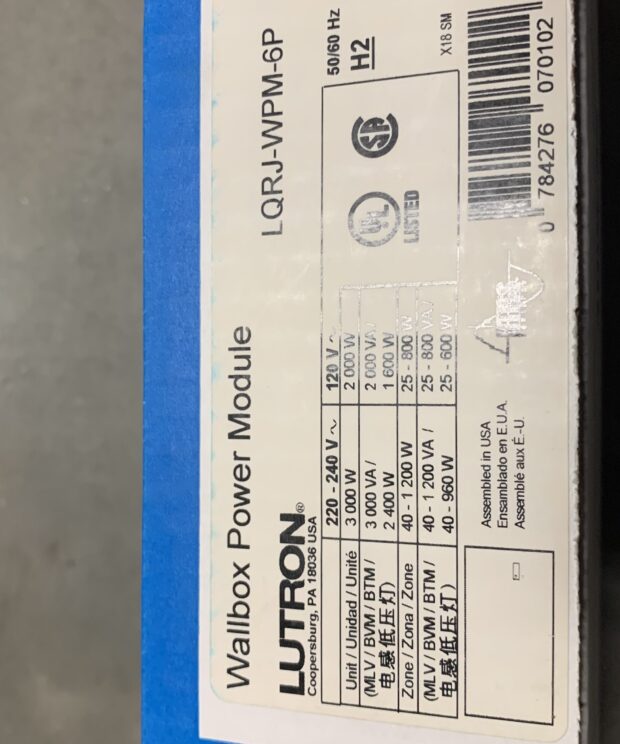 Wallbox Power Module
LQRJ-WPM-6P
LUTRON®
Coopersburg, PA 18036 USA
50/60 Hz
H2
220 - 240 V ~ 120 V ~
Unit / Unidad / Unité 3 000 W 2 000 W
(MLV / BVM / BTM / 3 000 VA / 2 000 VA /
电感低压灯) 2 400 W 1 600 W
Zone / Zona / Zone 40 - 1 200 W 25 - 800 W
(MLV / BVM / BTM / 40 - 1 200 VA / 25 - 800 VA /
电感低压灯) 40 - 960 W 25 - 600 W
UL
LISTED
SA
X18 SM
Assembled in USA
Ensamblado en E.U.A.
Assemblé aux É.-U.
0 784276 070102